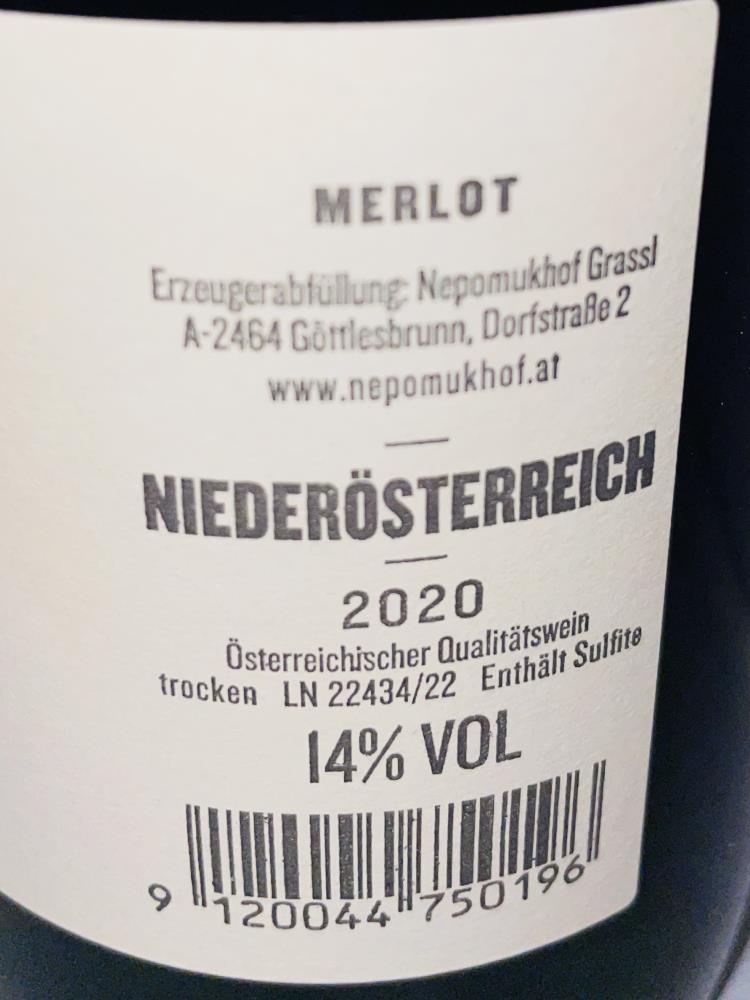 MERLOT
Erzeugerabfüllung: Nepomukhof Grassl
A-2464 Göttlesbrunn, Dorfstraße 2
www.nepomukhof.at
NIEDERÖSTERREICH
2020
Österreichischer Qualitätswein
trocken LN 22434/22 Enthält Sulfite
14% VOL
9 120044 750196